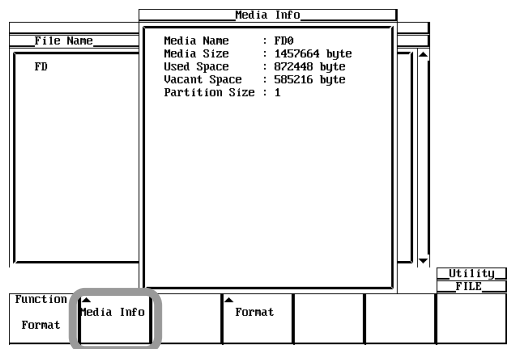 Media Info
File Name
FD
Media Name : FD0
Media Size : 1457664 byte
Used Space : 872448 byte
Vacant Space : 585216 byte
Partition Size : 1
Utility
FILE
Function
Format
Media Info
Format